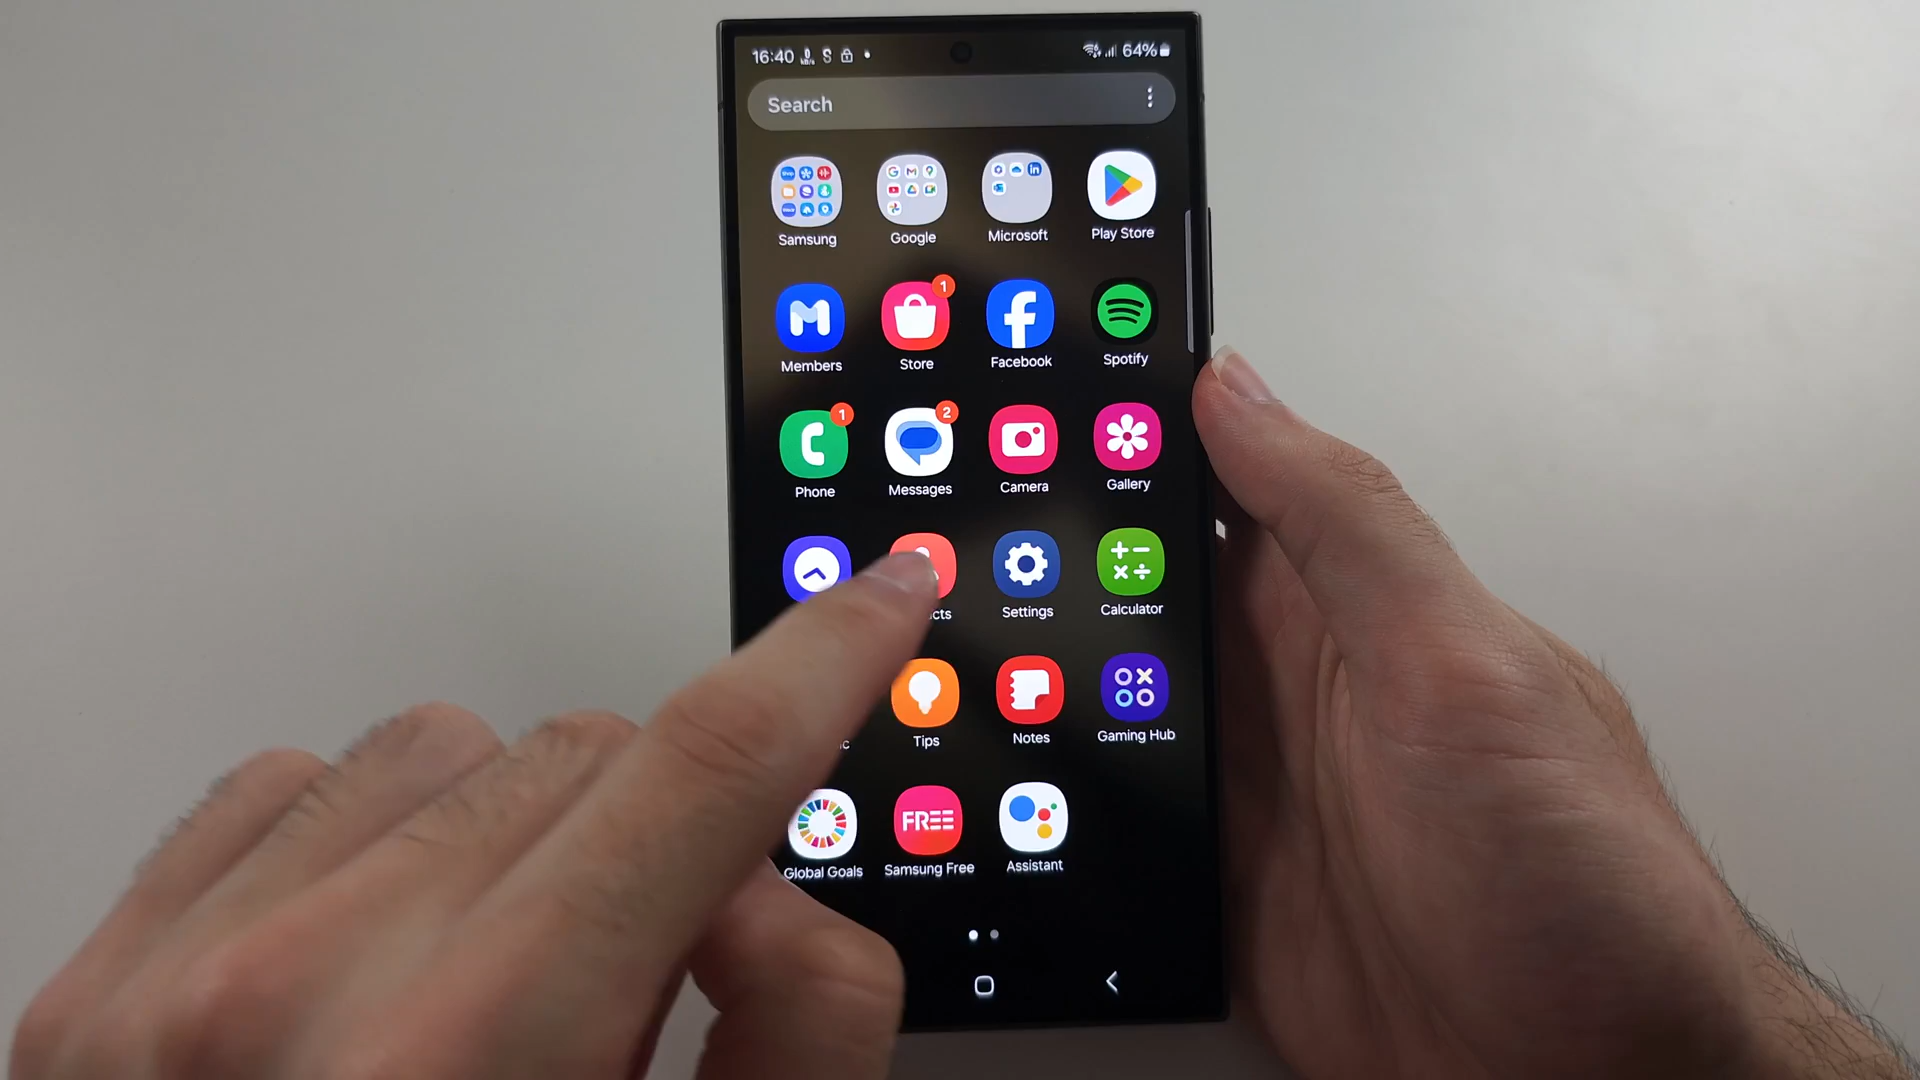 16:40 64%
Search
Samsung Google Microsoft Play Store
1
Members Store Facebook Spotify
1 2
Phone Messages Camera Gallery
cts Settings Calculator
c Tips Notes Gaming Hub
FREE
Global Goals Samsung Free Assistant